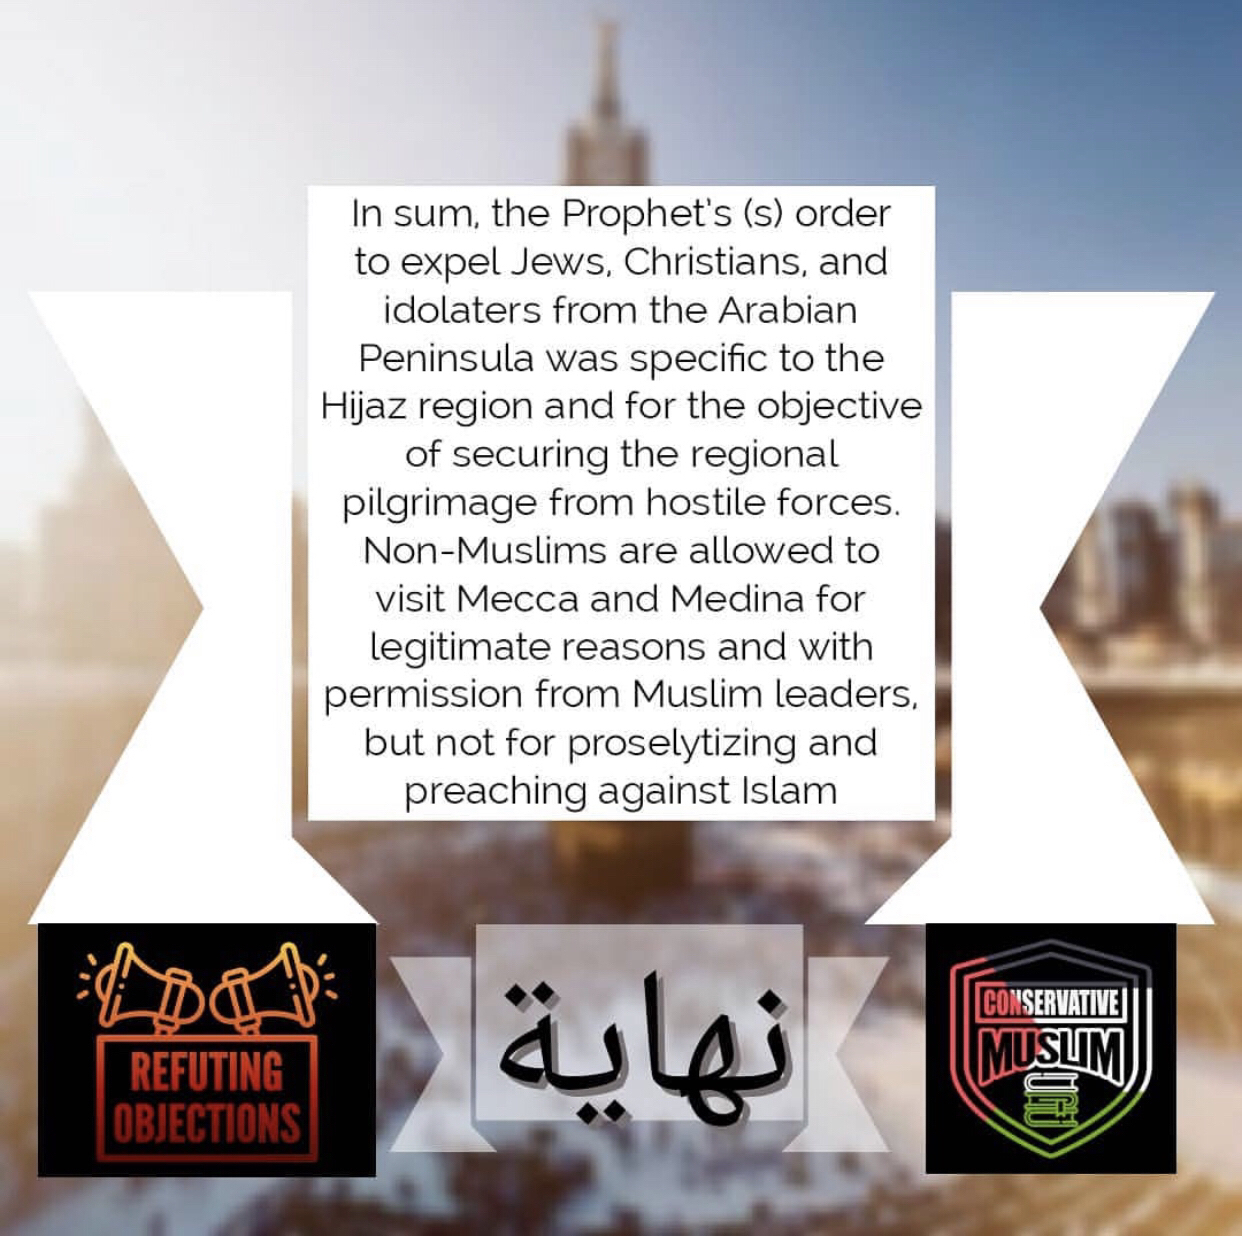 In sum, the Prophet's (s) order
to expel Jews, Christians, and
idolaters from the Arabian
Peninsula was specific to the
Hijaz region and for the objective
of securing the regional
pilgrimage from hostile forces.
Non-Muslims are allowed to
visit Mecca and Medina for
legitimate reasons and with
permission from Muslim leaders,
but not for proselytizing and
preaching against Islam
REFUTING
OBJECTIONS
نهاية
CONSERVATIVE
MUSLIM